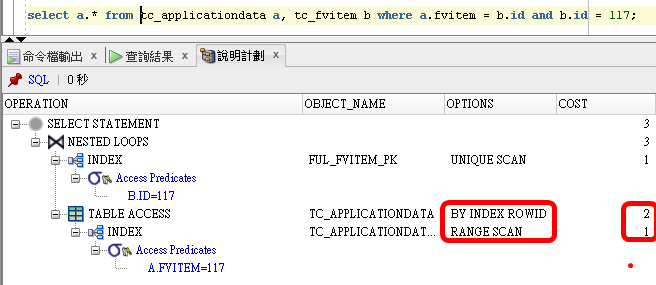 select a.* from tc_applicationdata a, tc_fvitem b where a.fvitem = b.id and b.id = 117;
命令檔輸出 x 查詢結果 x 說明計劃 x
SQL | 0 秒
OPERATION OBJECT_NAME OPTIONS COST
SELECT STATEMENT 3
NESTED LOOPS 3
INDEX FUL_FVITEM_PK UNIQUE SCAN 1
Access Predicates
B.ID=117
TABLE ACCESS TC_APPLICATIONDATA BY INDEX ROWID 2
INDEX TC_APPLICATIONDAT... RANGE SCAN 1
Access Predicates
A.FVITEM=117